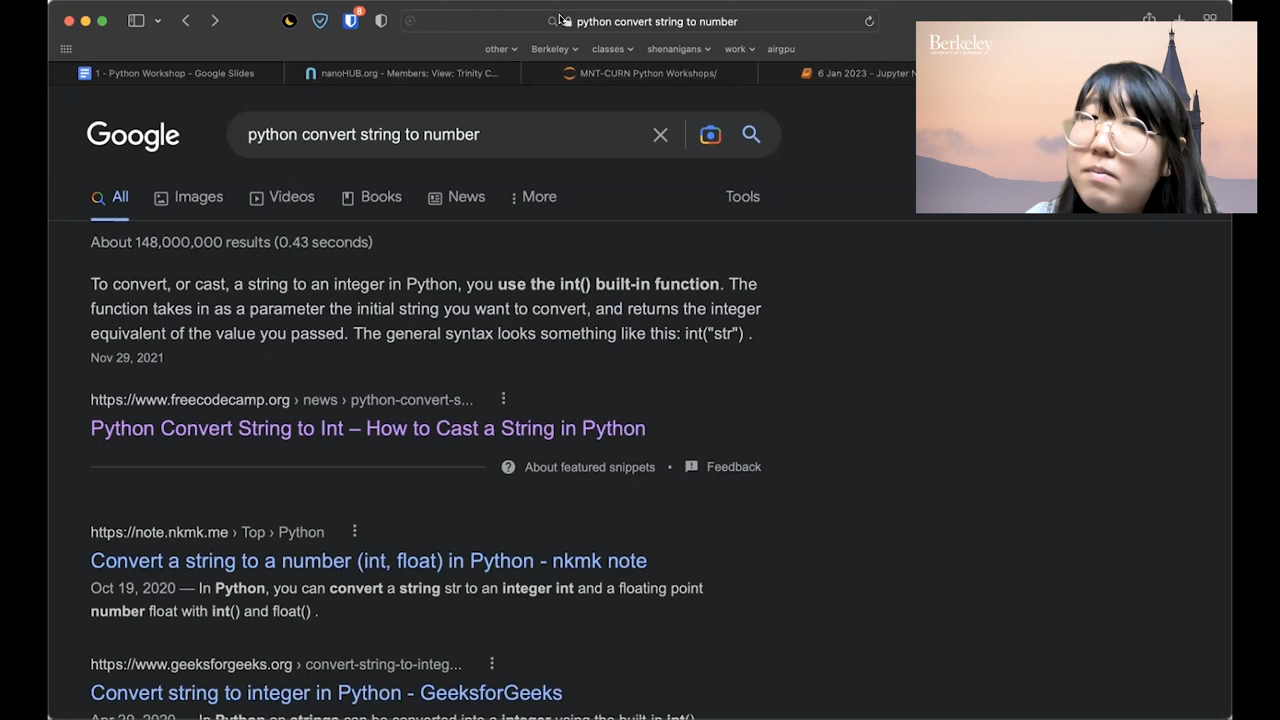 python convert string to number
8
other Berkeley classes shenanigans work airgpu
1 - Python Workshop - Google Slides
nanoHUB.org - Members: View: Trinity C...
MNT-CURN Python Workshops/
6 Jan 2023 - Jupyter N
Berkeley
UNIVERSITY OF CALIFORNIA
Google
python convert string to number
All Images Videos Books News More Tools
About 148,000,000 results (0.43 seconds)
To convert, or cast, a string to an integer in Python, you use the int() built-in function. The
function takes in as a parameter the initial string you want to convert, and returns the integer
equivalent of the value you passed. The general syntax looks something like this: int("str") .
Nov 29, 2021
https://www.freecodecamp.org › news › python-convert-s...
Python Convert String to Int – How to Cast a String in Python
About featured snippets • Feedback
https://note.nkmk.me › Top › Python
Convert a string to a number (int, float) in Python - nkmk note
Oct 19, 2020 — In Python, you can convert a string str to an integer int and a floating point
number float with int() and float() .
https://www.geeksforgeeks.org › convert-string-to-integ...
Convert string to integer in Python - GeeksforGeeks